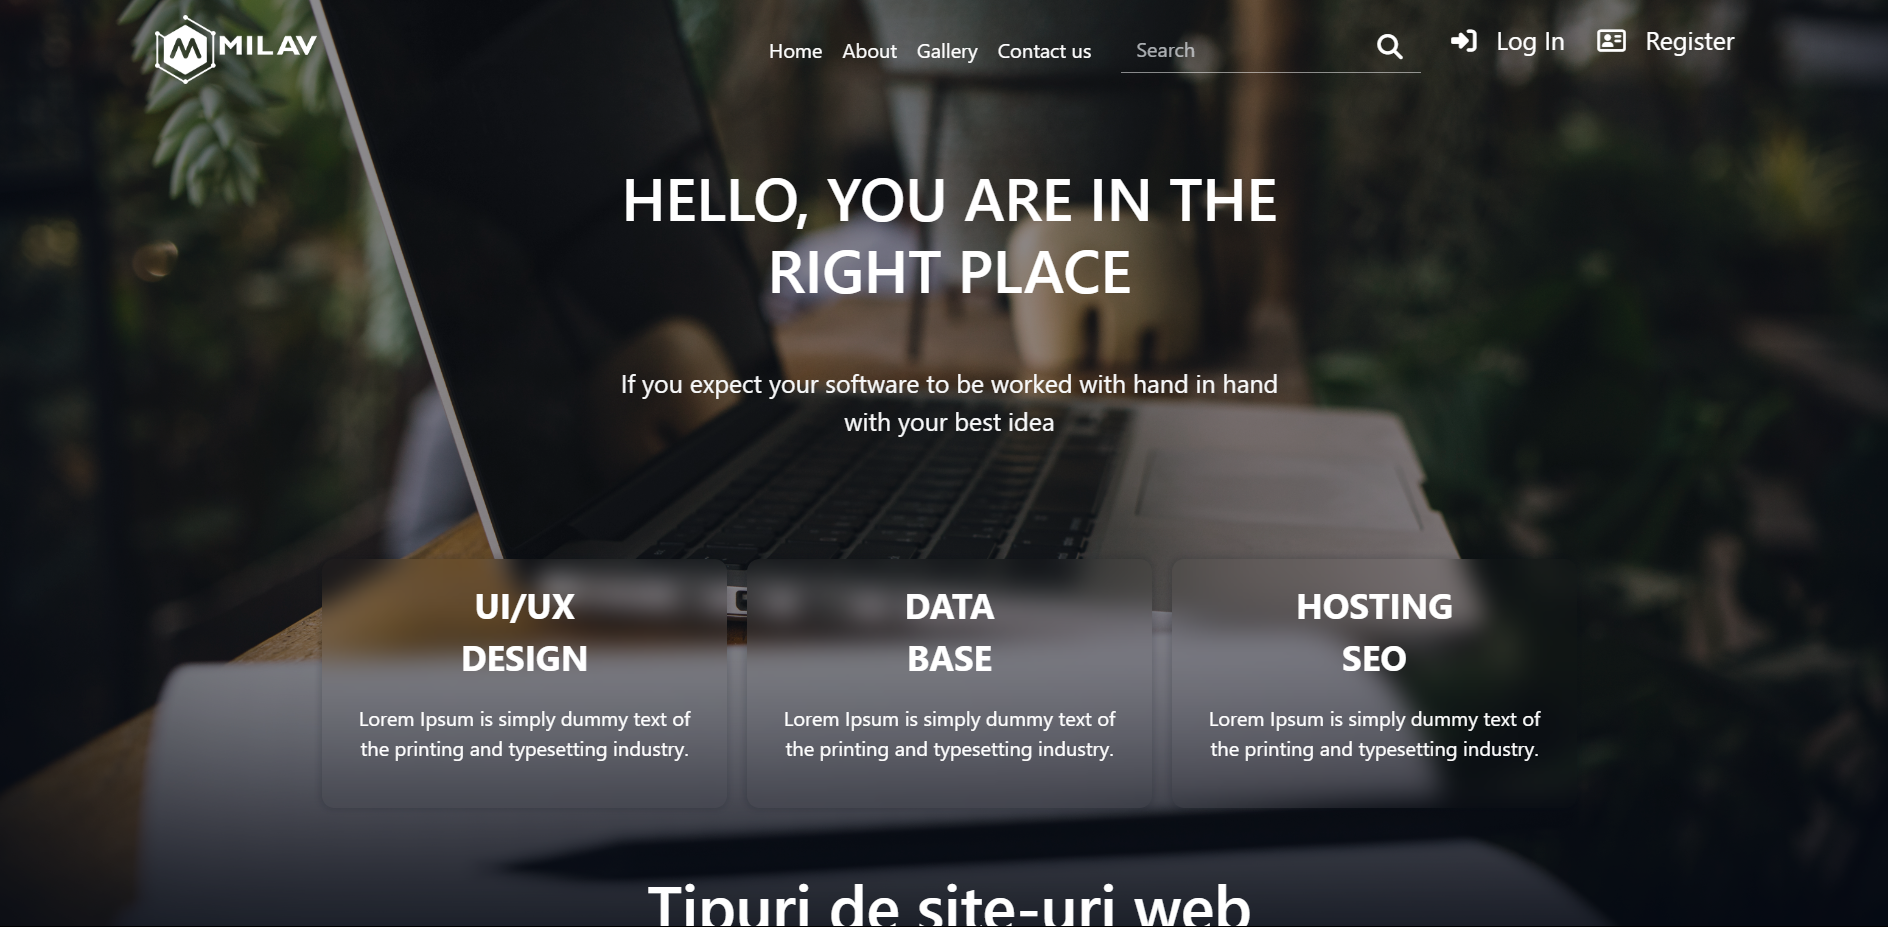 MILAV
Home About Gallery Contact us Search Log In Register
HELLO, YOU ARE IN THE
RIGHT PLACE
If you expect your software to be worked with hand in hand
with your best idea
UI/UX
DESIGN
Lorem Ipsum is simply dummy text of
the printing and typesetting industry.
DATA
BASE
Lorem Ipsum is simply dummy text of
the printing and typesetting industry.
HOSTING
SEO
Lorem Ipsum is simply dummy text of
the printing and typesetting industry.
Tipuri de site-uri web